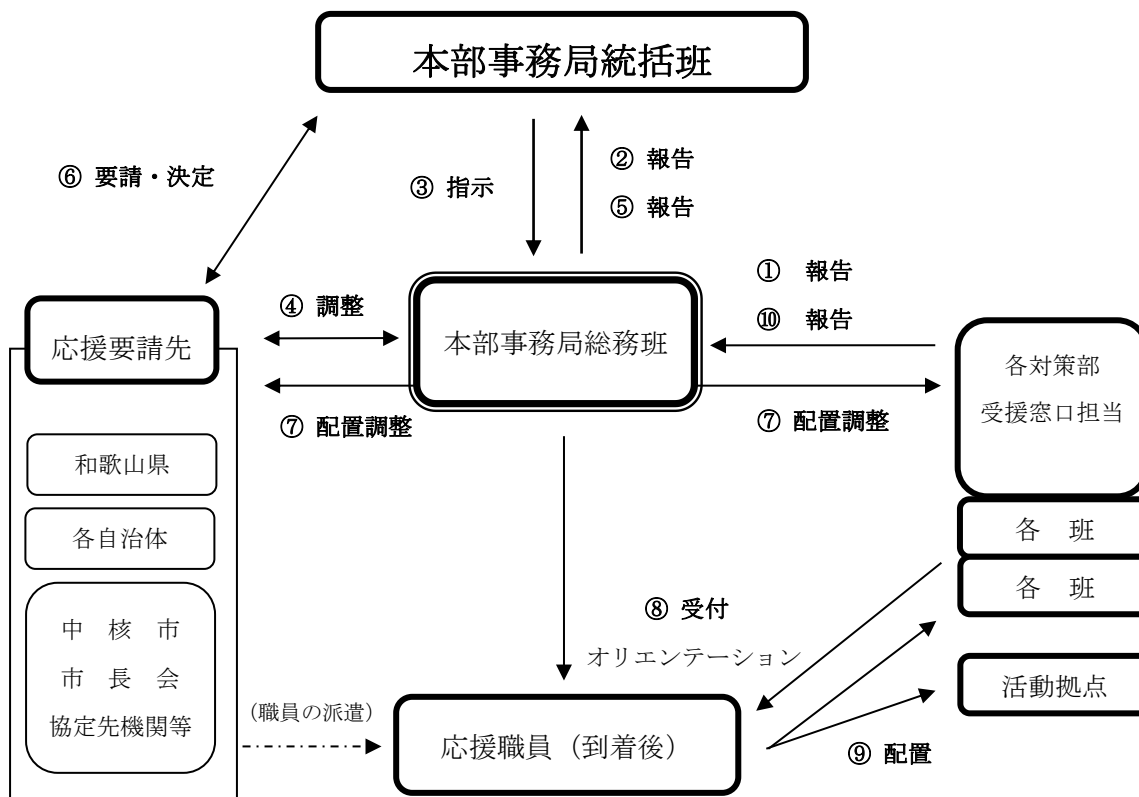 本部事務局統括班
⑥ 要請・決定
③ 指示
② 報告
⑤ 報告
① 報告
⑩ 報告
④ 調整
応援要請先
本部事務局総務班
各対策部
受援窓口担当
⑦ 配置調整
⑦ 配置調整
和歌山県
各自治体
各 班
各 班
中 核 市
市 長 会
協定先機関等
⑧ 受付
オリエンテーション
活動拠点
(職員の派遣)
応援職員（到着後）
⑨ 配置